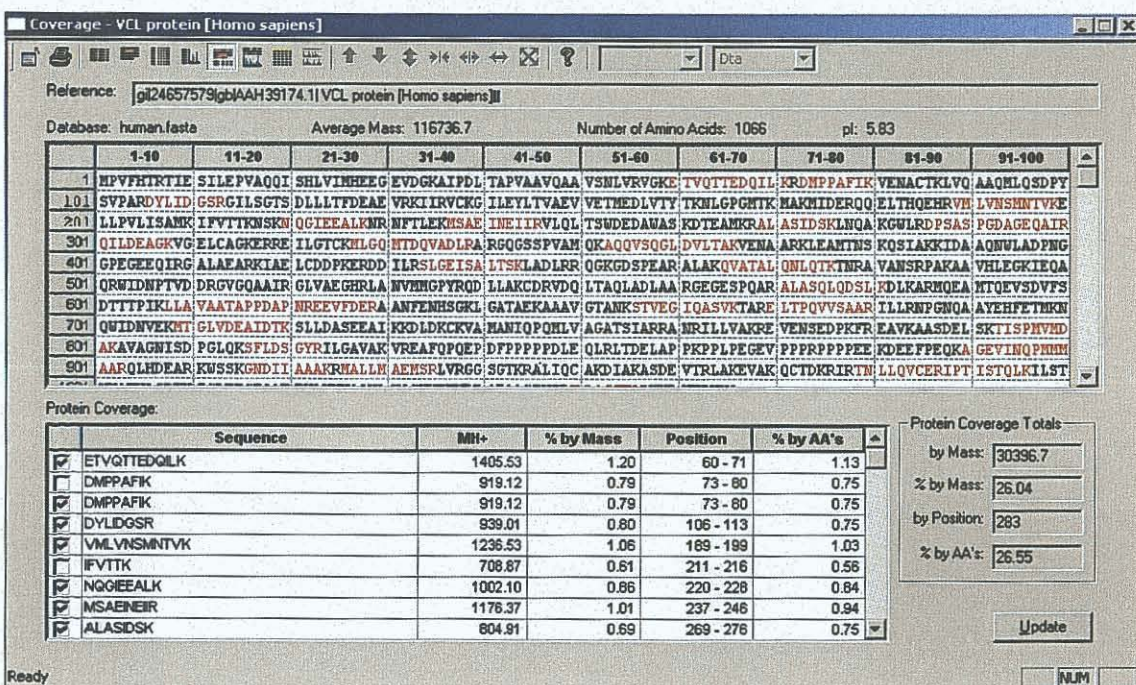 Coverage - VCL protein [Homo sapiens]
Dta
Reference: gi|24657579|gb|AAH39174.1| VCL protein [Homo sapiens]||
Database: human.fasta Average Mass: 116736.7 Number of Amino Acids: 1066 pI: 5.83
1-10 11-20 21-30 31-40 41-50 51-60 61-70 71-80 81-90 91-100
1 MPVFHTRTIE SILEPVAQQI SHLVIMHEEG EVDGKAIPDL TAPVAAVQAA VSNLVRVGKE TVQTTEDQIL KRDMPPAFIK VENACTKLVQ AAQMLQSDPY
101 SVPARDYLID GSRGILSGTS DLLLTFDEAE VRKIIRVCKG ILEYLTVAEV VETMEDLVTY TKNLGPGMTK MAKMIDERQQ ELTHQEHRVM LVNSMNTVKE
201 LLPVLISAMK IFVTTKNSKN QGIEEALKNR NFTLEKMSAE INEIIRVLQL TSWDEDAWAS KDTEAMKRAL ASIDSKLNQA KGWLRDPSAS PGDAGEQAIR
301 QILDEAGKVG ELCAGKERRE ILGTCKMLGQ MTDQVADLRA RGQGSSPVAM QKAQQVSQGL DVLTAKVENA ARKLEAMTNS KQSIAKKIDA AQNWLADPNG
401 GPEGEEQIRG ALAEARKIAE LCDDPKERDD ILRSLGEISA LTSKLADLRR QGKGDSPEAR ALAKQVATAL QNLQTKTNRA VANSRPAKAA VHLEGKIEQA
501 QRWIDNPTVD DRGVGQAAIR GLVAEGHRLA NVMMGPYRQD LLAKCDRVDQ LTAQLADLAA RGEGESPQAR ALASQLQDSL KDLKARMQEA MTQEVSDVFS
601 DTTTPIKLLA VAATAPPDAP NREEVFDERA ANFENHSGKL GATAEKAAAV GTANKSTVEG IQASVKTARE LTPQVVSAAR ILLRNPGNQA AYEHFETMKN
701 QWIDNVEKMT GLVDEAIDTK SLLDASEEAI KKDLDKCKVA MANIQPQMLV AGATSIARRA NRILLVAKRE VENSEDPKFR EAVKAASDEL SKTISPMVMD
801 AKAVAGNISD PGLQKSFLDS GYRILGAVAK VREAFQPQEP DFPPPPPDLE QLRLTDELAP PKPPLPEGEV PPPRPPPPEE KDEEFPEQKA GEVINQPMMM
901 AARQLHDEAR KWSSKGNDII AAAKRMALLM AEMSRLVRGG SGTKRALIQC AKDIAKASDE VTRLAKEVAK QCTDKRIRTN LLQVCERIPT ISTQLKILST
Protein Coverage:
Sequence MH+ % by Mass Position % by AA's
ETVQTTEDQILK 1405.53 1.20 60 - 71 1.13
DMPPAFIK 919.12 0.79 73 - 80 0.75
DMPPAFIK 919.12 0.79 73 - 80 0.75
DYLIDGSR 939.01 0.80 106 - 113 0.75
VMLVNSMNTVK 1236.53 1.06 189 - 199 1.03
IFVTTK 708.87 0.61 211 - 216 0.56
NQGIEEALK 1002.10 0.86 220 - 228 0.84
MSAEINEIIR 1176.37 1.01 237 - 246 0.94
ALASIDSK 804.91 0.69 269 - 276 0.75
Protein Coverage Totals
by Mass: 30396.7
% by Mass: 26.04
by Position: 283
% by AA's: 26.55
Update
Ready NUM